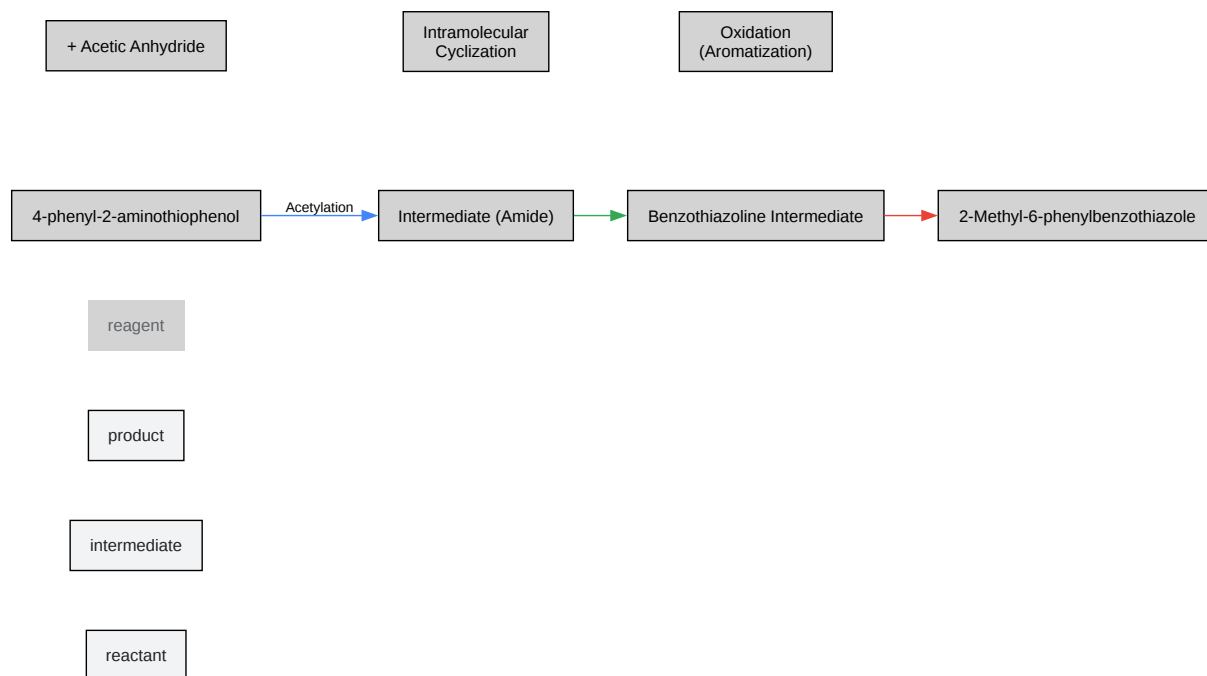 + Acetic Anhydride
Intramolecular
Cyclization
Oxidation
(Aromatization)
4-phenyl-2-aminothiophenol
Acetylation
Intermediate (Amide)
Benzothiazoline Intermediate
2-Methyl-6-phenylbenzothiazole
reagent
product
intermediate
reactant